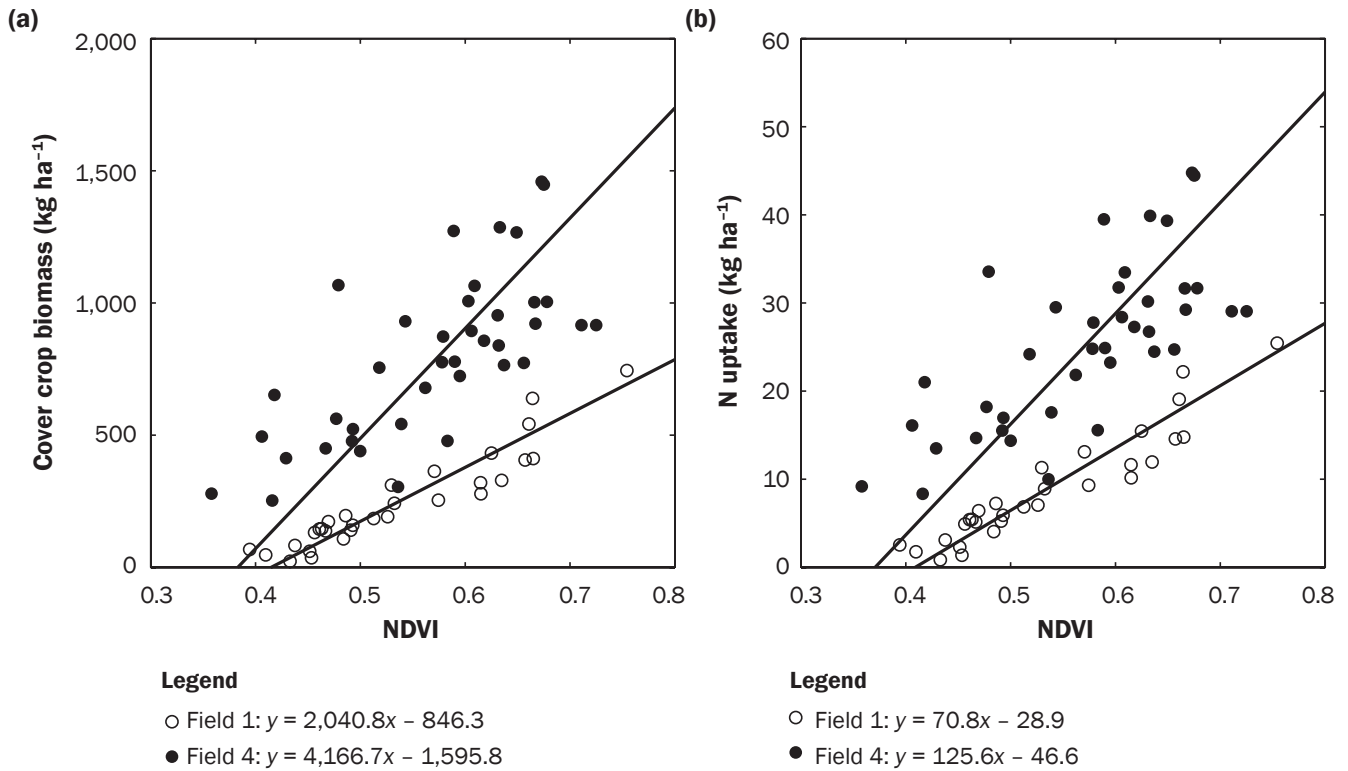 (a)
2,000
1,500
1,000
500
0
Cover crop biomass (kg ha⁻¹)
0.3 0.4 0.5 0.6 0.7 0.8
NDVI
Legend
Field 1: y = 2,040.8x – 846.3
Field 4: y = 4,166.7x – 1,595.8
(b)
60
50
40
30
20
10
0
N uptake (kg ha⁻¹)
0.3 0.4 0.5 0.6 0.7 0.8
NDVI
Legend
Field 1: y = 70.8x – 28.9
Field 4: y = 125.6x – 46.6